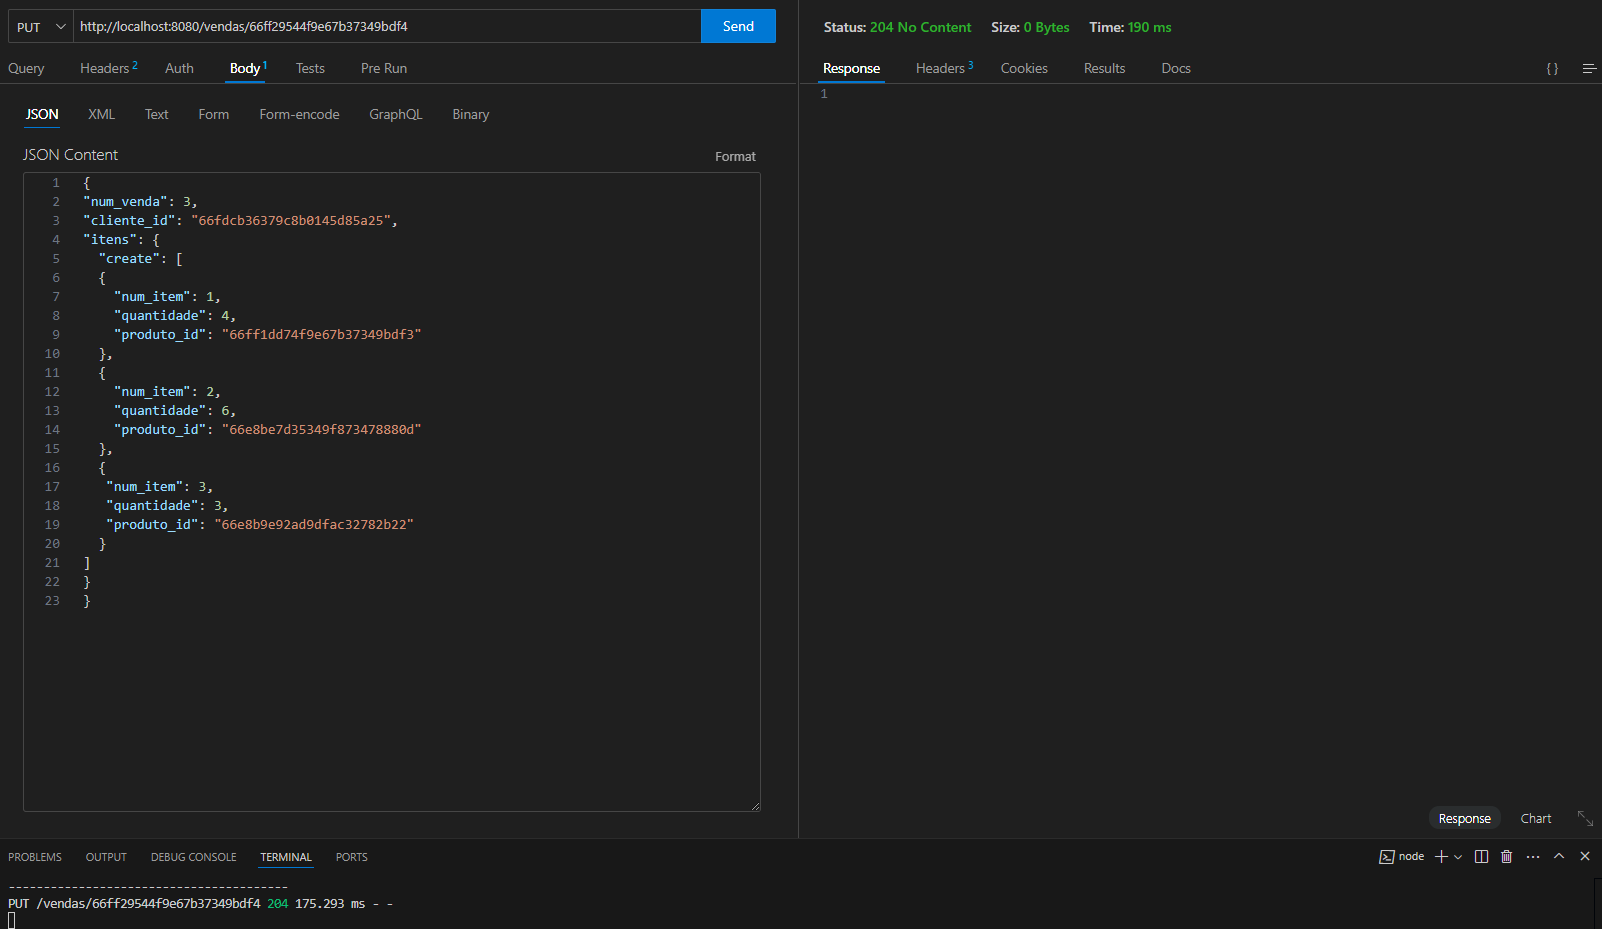 PUT http://localhost:8080/vendas/66ff29544f9e67b37349bdf4 Send
Query Headers 2 Auth Body 1 Tests Pre Run
JSON XML Text Form Form-encode GraphQL Binary
JSON Content Format
1 {
2 "num_venda": 3,
3 "cliente_id": "66fdcb36379c8b0145d85a25",
4 "itens": {
5 "create": [
6 {
7 "num_item": 1,
8 "quantidade": 4,
9 "produto_id": "66ff1dd74f9e67b37349bdf3"
10 },
11 {
12 "num_item": 2,
13 "quantidade": 6,
14 "produto_id": "66e8be7d35349f873478880d"
15 },
16 {
17 "num_item": 3,
18 "quantidade": 3,
19 "produto_id": "66e8b9e92ad9dfac32782b22"
20 }
21 ]
22 }
23 }
Status: 204 No Content Size: 0 Bytes Time: 190 ms
Response Headers 3 Cookies Results Docs { }
1
Response Chart
PROBLEMS OUTPUT DEBUG CONSOLE TERMINAL PORTS node
----------------------------------------
PUT /vendas/66ff29544f9e67b37349bdf4 204 175.293 ms - -